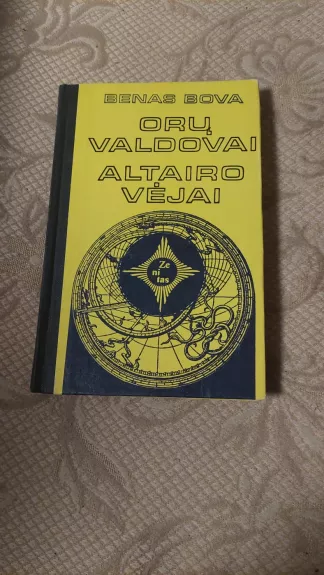 BENAS BOVA
ORŲ
VALDOVAI
ALTAIRO
VĖJAI
Ze
ni
tas